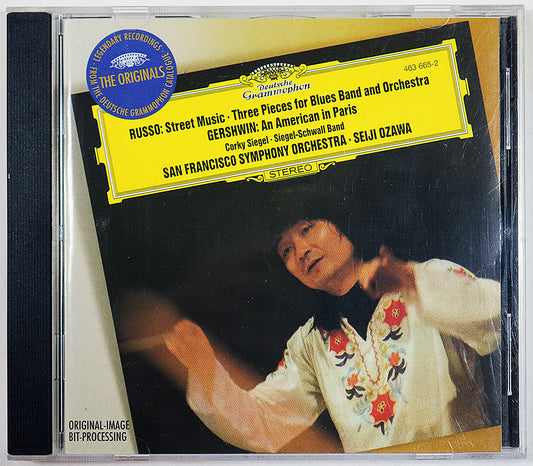 LEGENDARY RECORDINGS
FROM THE DEUTSCHE GRAMMOPHON CATALOGUE
THE ORIGINALS
Deutsche
Grammophon
463 665-2
RUSSO: Street Music · Three Pieces for Blues Band and Orchestra
GERSHWIN: An American in Paris
Corky Siegel · Siegel-Schwall Band
SAN FRANCISCO SYMPHONY ORCHESTRA · SEIJI OZAWA
STEREO
ORIGINAL-IMAGE
BIT-PROCESSING